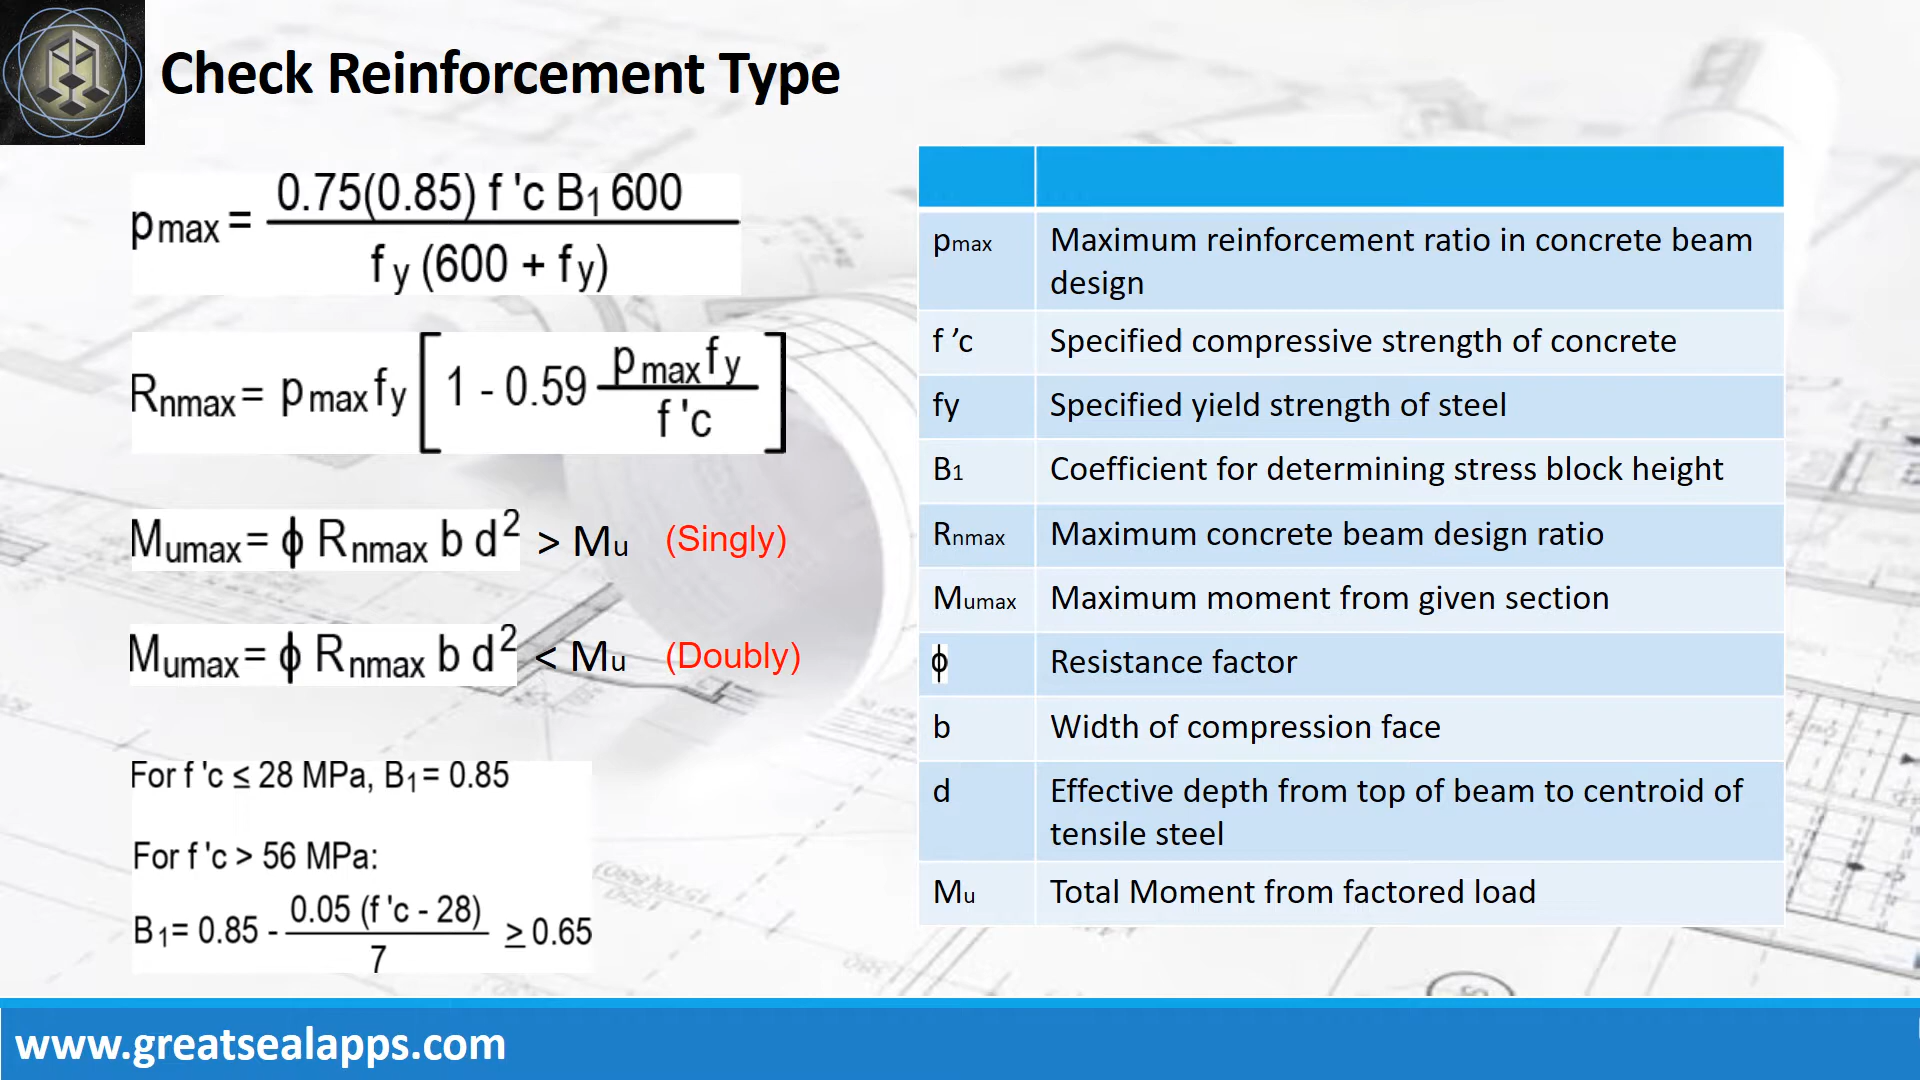 Check Reinforcement Type
pmax = 0.75(0.85) f 'c B1 600 / fy (600 + fy)
Rnmax = pmax fy [ 1 - 0.59 pmax fy / f 'c ]
Mumax = ϕ Rnmax b d² > Mu (Singly)
Mumax = ϕ Rnmax b d² < Mu (Doubly)
For f 'c ≤ 28 MPa, B1 = 0.85
For f 'c > 56 MPa:
B1 = 0.85 - 0.05 (f 'c - 28) / 7 ≥ 0.65
pmax Maximum reinforcement ratio in concrete beam
design
f ’c Specified compressive strength of concrete
fy Specified yield strength of steel
B1 Coefficient for determining stress block height
Rnmax Maximum concrete beam design ratio
Mumax Maximum moment from given section
ϕ Resistance factor
b Width of compression face
d Effective depth from top of beam to centroid of
tensile steel
Mu Total Moment from factored load
www.greatsealapps.com